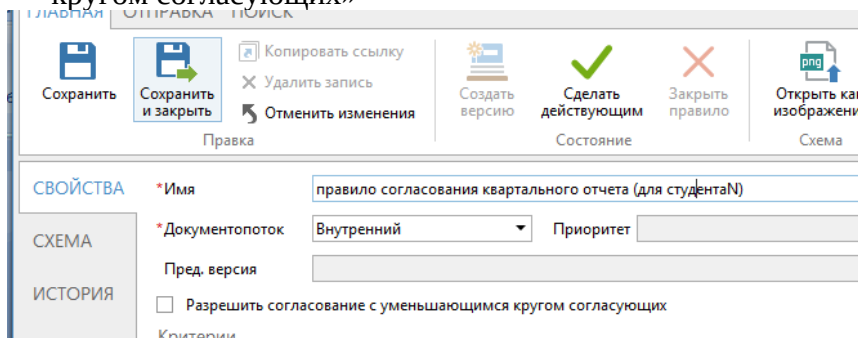 кругом согласующих»
ГЛАВНАЯ ОТПРАВКА ПОИСК
Сохранить
Сохранить и закрыть
Копировать ссылку
Удалить запись
Отменить изменения
Правка
Создать версию
Сделать действующим
Закрыть правило
Состояние
png
Открыть как
изображени
Схема
СВОЙСТВА
СХЕМА
ИСТОРИЯ
*Имя правило согласования квартального отчета (для студентаN)
*Документопоток Внутренний Приоритет
Пред. версия
Разрешить согласование с уменьшающимся кругом согласующих
Критерии